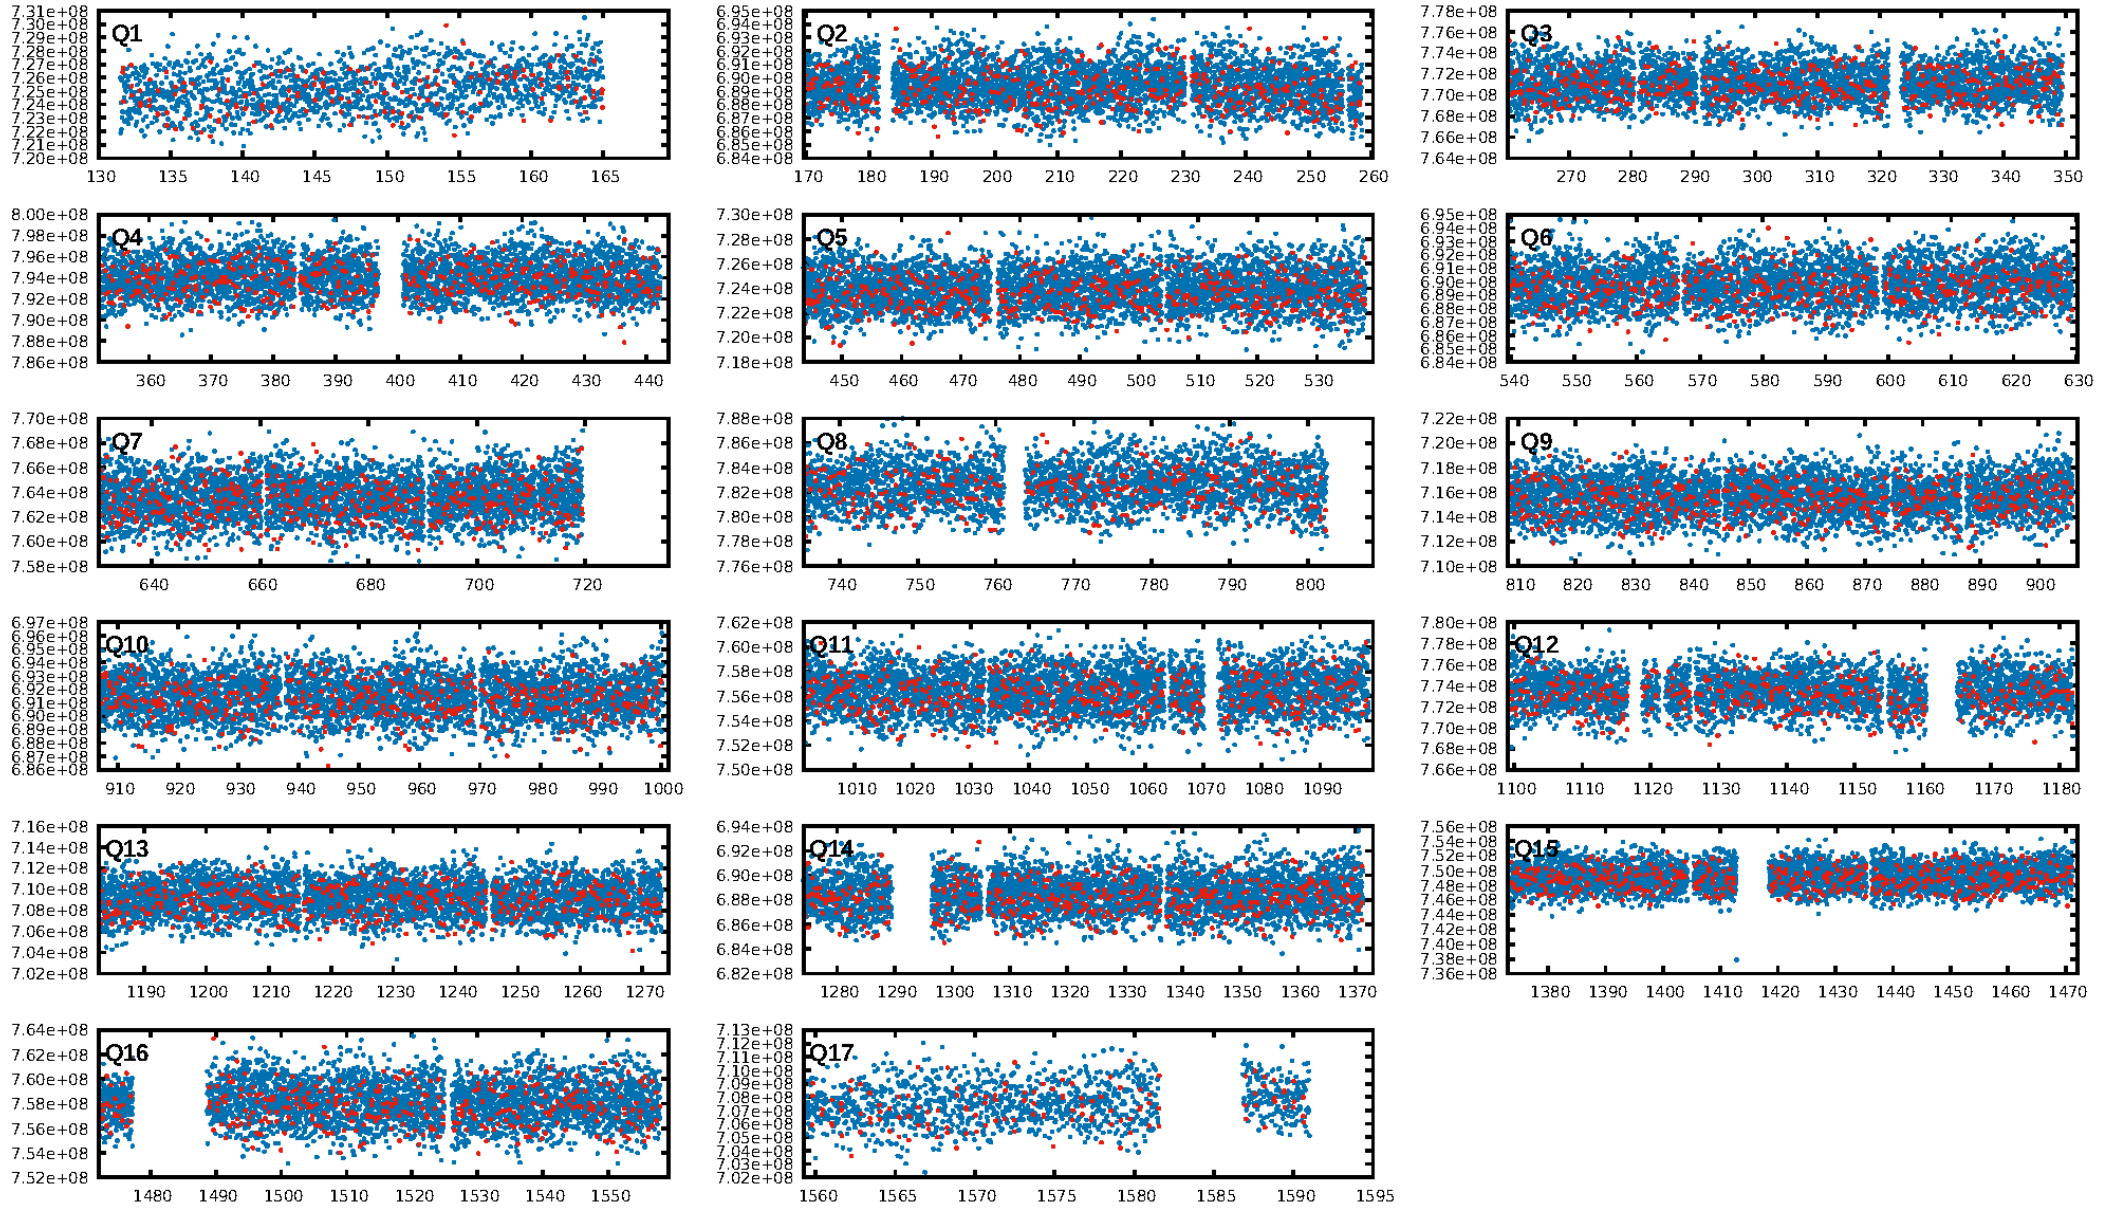 7.31e+08
7.30e+08
7.29e+08
7.28e+08
7.27e+08
7.26e+08
7.25e+08
7.24e+08
7.23e+08
7.22e+08
7.21e+08
7.20e+08
Q1
130 135 140 145 150 155 160 165
6.95e+08
6.94e+08
6.93e+08
6.92e+08
6.91e+08
6.90e+08
6.89e+08
6.88e+08
6.87e+08
6.86e+08
6.85e+08
6.84e+08
Q2
170 180 190 200 210 220 230 240 250 260
7.78e+08
7.76e+08
7.74e+08
7.72e+08
7.70e+08
7.68e+08
7.66e+08
7.64e+08
Q3
270 280 290 300 310 320 330 340 350
8.00e+08
7.98e+08
7.96e+08
7.94e+08
7.92e+08
7.90e+08
7.88e+08
7.86e+08
Q4
360 370 380 390 400 410 420 430 440
7.30e+08
7.28e+08
7.26e+08
7.24e+08
7.22e+08
7.20e+08
7.18e+08
Q5
450 460 470 480 490 500 510 520 530
6.95e+08
6.94e+08
6.93e+08
6.92e+08
6.91e+08
6.90e+08
6.89e+08
6.88e+08
6.87e+08
6.86e+08
6.85e+08
6.84e+08
Q6
540 550 560 570 580 590 600 610 620 630
7.70e+08
7.68e+08
7.66e+08
7.64e+08
7.62e+08
7.60e+08
7.58e+08
Q7
640 660 680 700 720
7.88e+08
7.86e+08
7.84e+08
7.82e+08
7.80e+08
7.78e+08
7.76e+08
Q8
740 750 760 770 780 790 800
7.22e+08
7.20e+08
7.18e+08
7.16e+08
7.14e+08
7.12e+08
7.10e+08
Q9
810 820 830 840 850 860 870 880 890 900
6.97e+08
6.96e+08
6.95e+08
6.94e+08
6.93e+08
6.92e+08
6.91e+08
6.90e+08
6.89e+08
6.88e+08
6.87e+08
6.86e+08
Q10
910 920 930 940 950 960 970 980 990 1000
7.62e+08
7.60e+08
7.58e+08
7.56e+08
7.54e+08
7.52e+08
7.50e+08
Q11
1010 1020 1030 1040 1050 1060 1070 1080 1090
7.80e+08
7.78e+08
7.76e+08
7.74e+08
7.72e+08
7.70e+08
7.68e+08
7.66e+08
Q12
1100 1110 1120 1130 1140 1150 1160 1170 1180
7.16e+08
7.14e+08
7.12e+08
7.10e+08
7.08e+08
7.06e+08
7.04e+08
7.02e+08
Q13
1190 1200 1210 1220 1230 1240 1250 1260 1270
6.94e+08
6.92e+08
6.90e+08
6.88e+08
6.86e+08
6.84e+08
6.82e+08
Q14
1280 1290 1300 1310 1320 1330 1340 1350 1360 1370
7.56e+08
7.54e+08
7.52e+08
7.50e+08
7.48e+08
7.46e+08
7.44e+08
7.42e+08
7.40e+08
7.38e+08
7.36e+08
Q15
1380 1390 1400 1410 1420 1430 1440 1450 1460 1470
7.64e+08
7.62e+08
7.60e+08
7.58e+08
7.56e+08
7.54e+08
7.52e+08
Q16
1480 1490 1500 1510 1520 1530 1540 1550
7.13e+08
7.12e+08
7.11e+08
7.10e+08
7.09e+08
7.08e+08
7.07e+08
7.06e+08
7.05e+08
7.04e+08
7.03e+08
7.02e+08
Q17
1560 1565 1570 1575 1580 1585 1590 1595